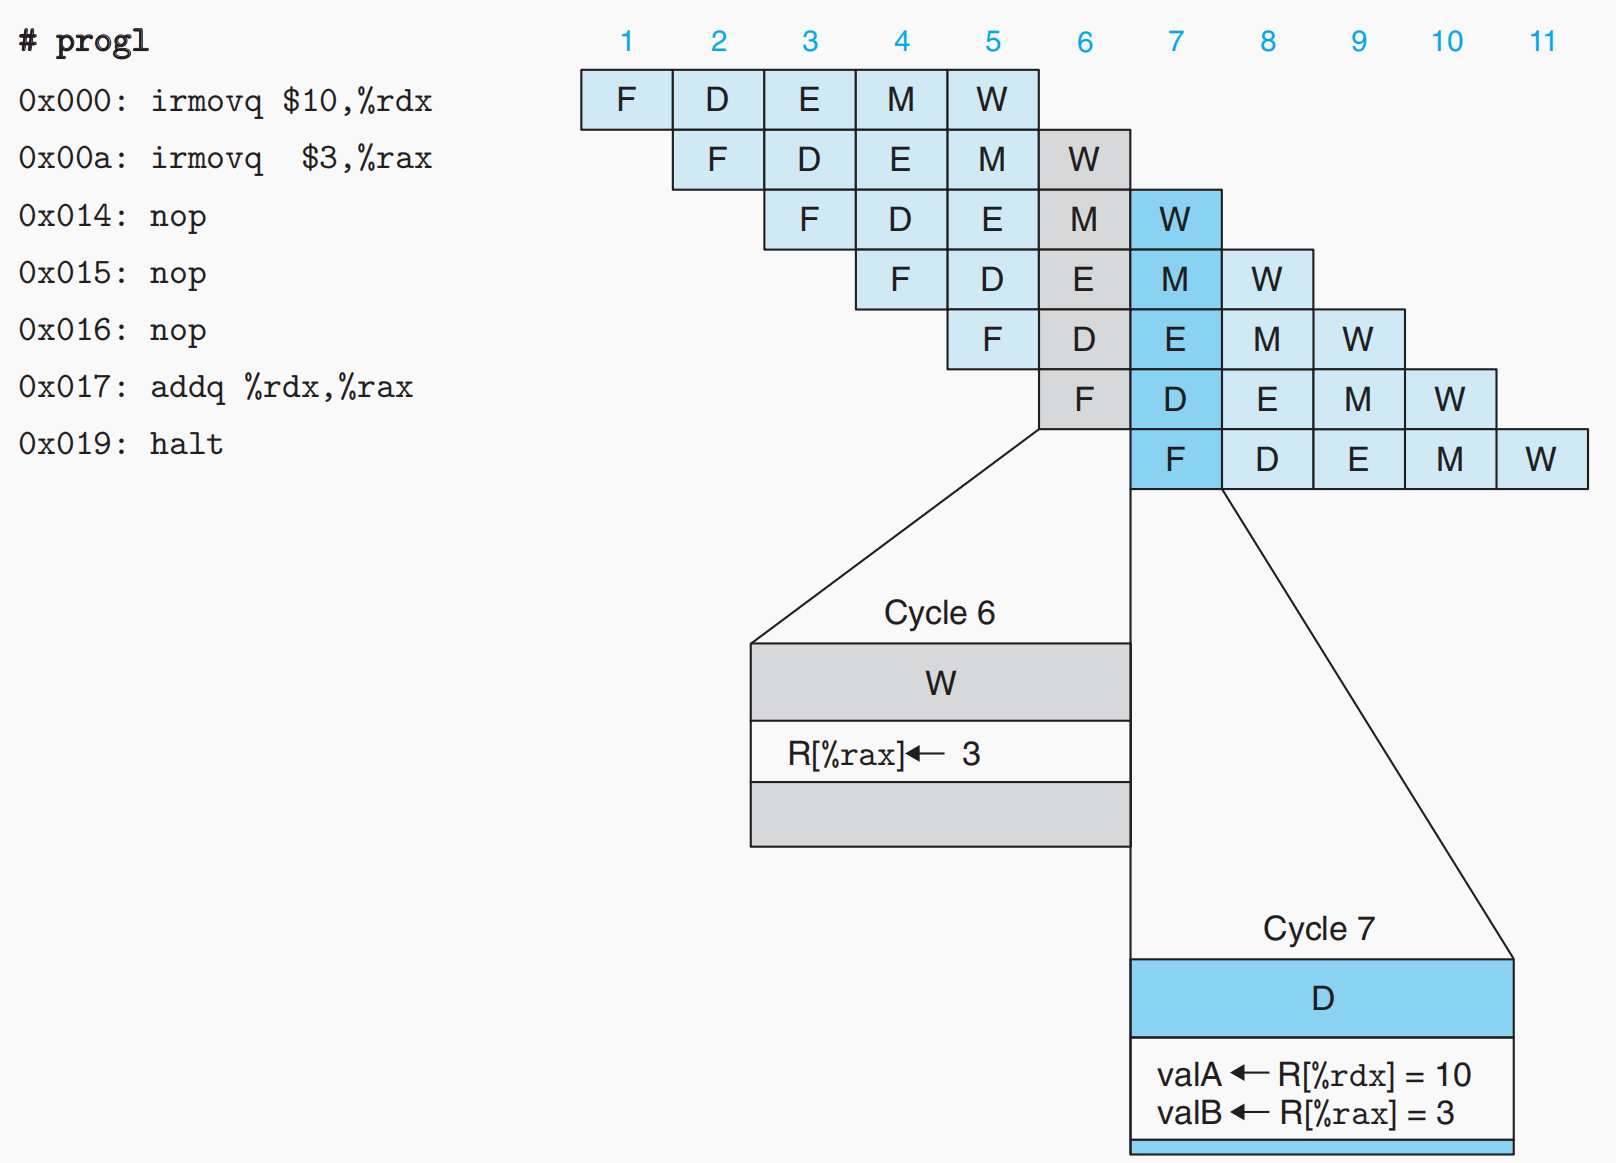 # prog1 1 2 3 4 5 6 7 8 9 10 11
0x000: irmovq $10,%rdx F D E M W
0x00a: irmovq $3,%rax F D E M W
0x014: nop F D E M W
0x015: nop F D E M W
0x016: nop F D E M W
0x017: addq %rdx,%rax F D E M W
0x019: halt F D E M W
Cycle 6
W
R[%rax] ← 3
Cycle 7
D
valA ← R[%rdx] = 10
valB ← R[%rax] = 3